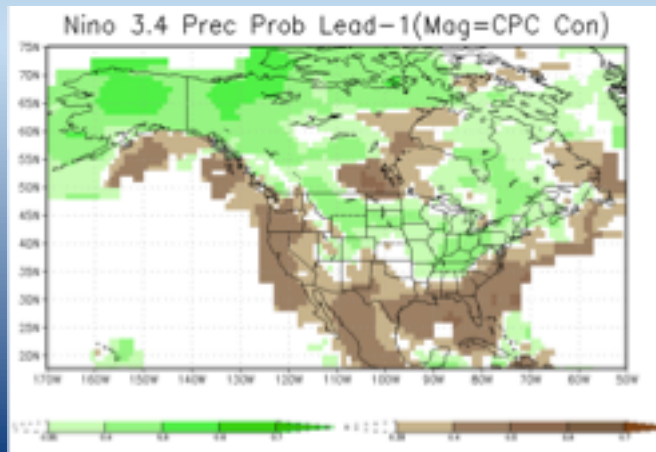 Nino 3.4 Prec Prob Lead-1(Mag=CPC Con)
75N
70N
65N
60N
55N
50N
45N
40N
35N
30N
25N
20N
170W 160W 150W 140W 130W 120W 110W 100W 90W 80W 70W 60W 50W